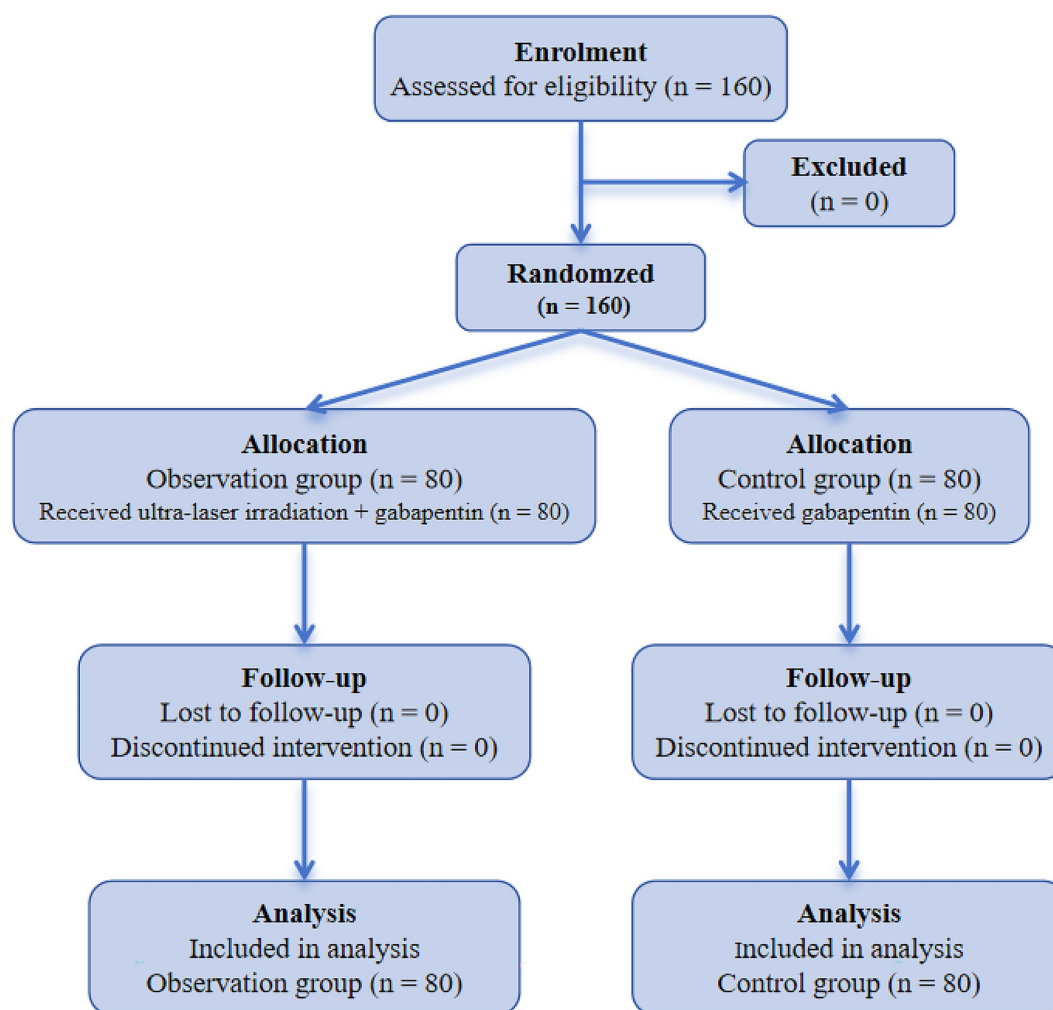 Enrolment
Assessed for eligibility (n = 160)
Excluded
(n = 0)
Randomzed
(n = 160)
Allocation
Observation group (n = 80)
Received ultra-laser irradiation + gabapentin (n = 80)
Allocation
Control group (n = 80)
Received gabapentin (n = 80)
Follow-up
Lost to follow-up (n = 0)
Discontinued intervention (n = 0)
Follow-up
Lost to follow-up (n = 0)
Discontinued intervention (n = 0)
Analysis
Included in analysis
Observation group (n = 80)
Analysis
Included in analysis
Control group (n = 80)